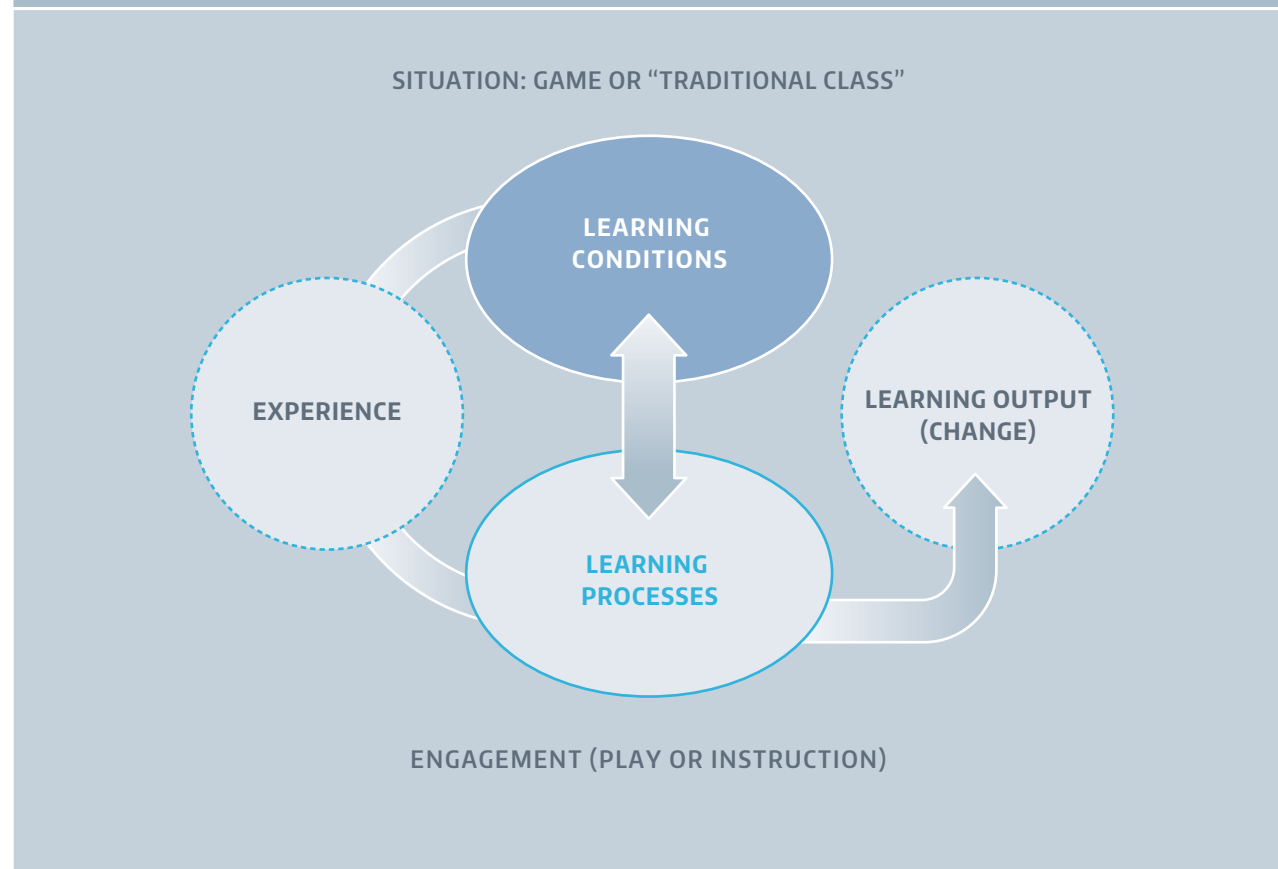 SITUATION: GAME OR “TRADITIONAL CLASS”
LEARNING
CONDITIONS
EXPERIENCE
LEARNING OUTPUT
(CHANGE)
LEARNING
PROCESSES
ENGAGEMENT (PLAY OR INSTRUCTION)